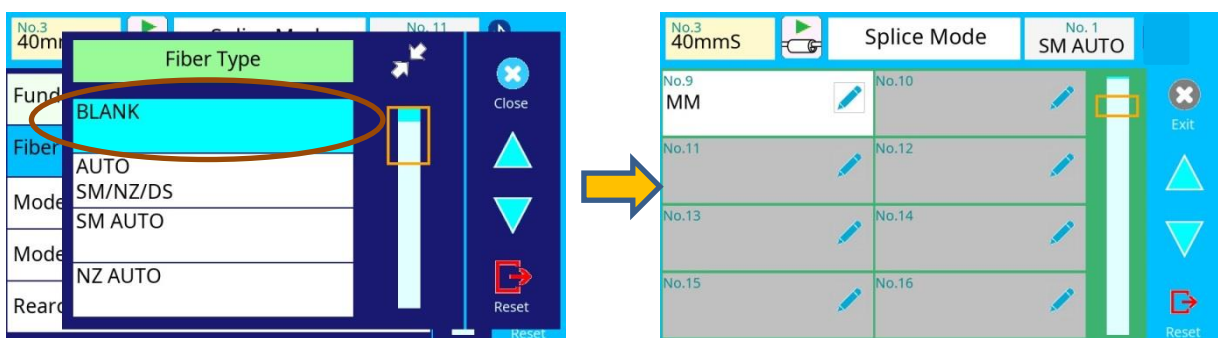 No.3
40mm
No. 11
Fiber Type
Close
Fund
Fiber
Mode
Mode
Rearc
BLANK
AUTO
SM/NZ/DS
SM AUTO
NZ AUTO
Reset
Reset
No.3
40mmS
Splice Mode
No. 1
SM AUTO
No.9
MM
No.10
Exit
No.11
No.12
No.13
No.14
No.15
No.16
Reset